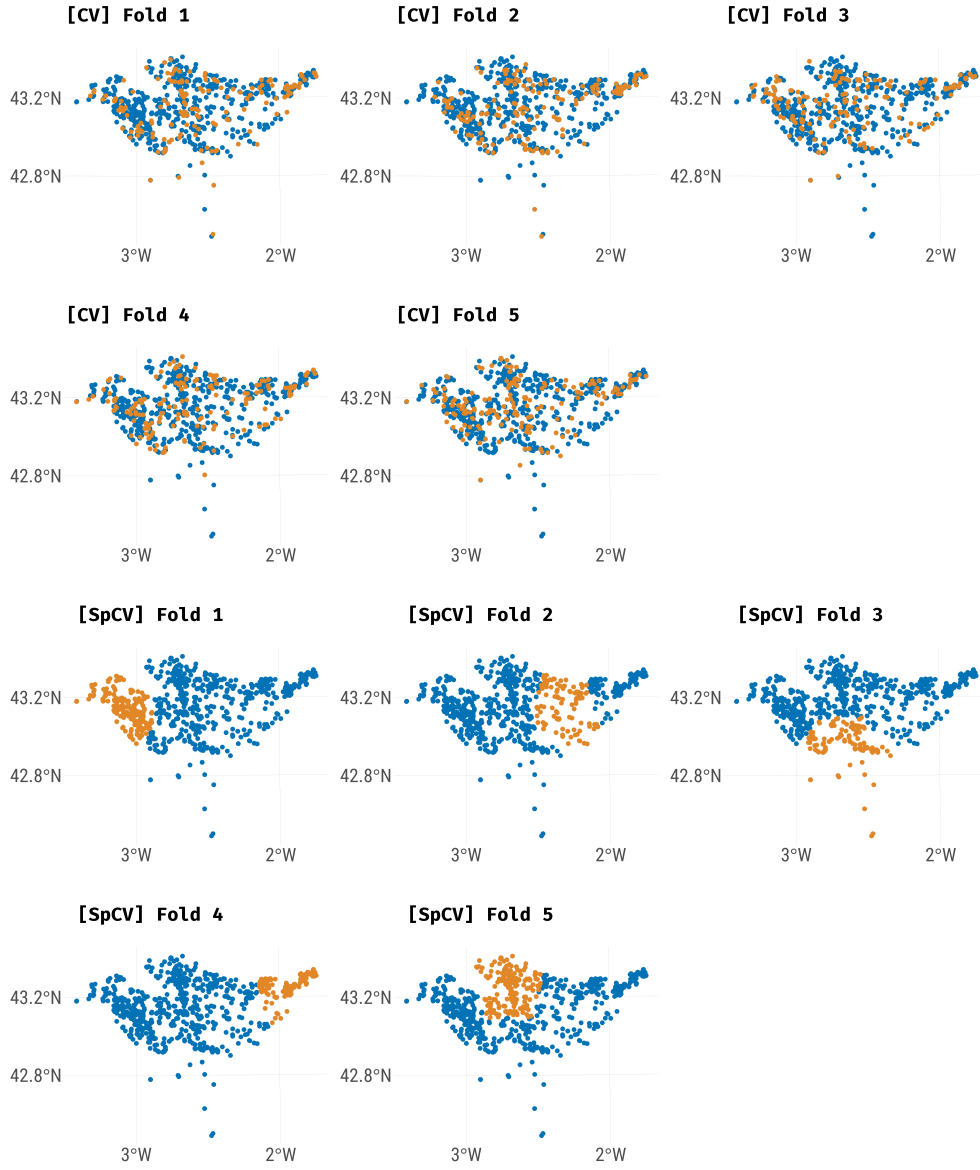 [CV] Fold 1
[CV] Fold 2
[CV] Fold 3
43.2°N
43.2°N
43.2°N
42.8°N
42.8°N
42.8°N
3°W 2°W
3°W 2°W
3°W 2°W
[CV] Fold 4
[CV] Fold 5
43.2°N
43.2°N
42.8°N
42.8°N
3°W 2°W
3°W 2°W
[SpCV] Fold 1
[SpCV] Fold 2
[SpCV] Fold 3
43.2°N
43.2°N
43.2°N
42.8°N
42.8°N
42.8°N
3°W 2°W
3°W 2°W
3°W 2°W
[SpCV] Fold 4
[SpCV] Fold 5
43.2°N
43.2°N
42.8°N
42.8°N
3°W 2°W
3°W 2°W